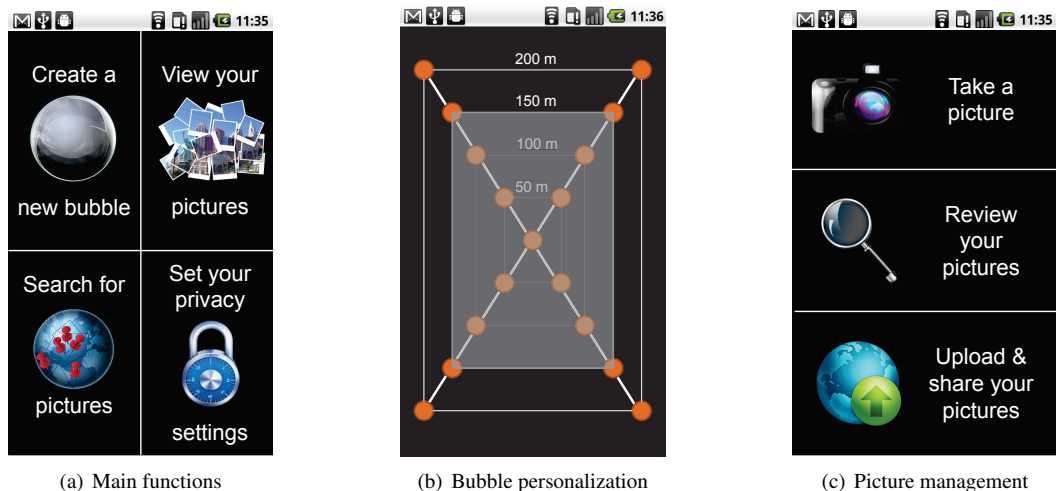 11:35
Create a
new bubble
View your
pictures
Search for
pictures
Set your
privacy
settings
(a) Main functions
11:36
200 m
150 m
100 m
50 m
(b) Bubble personalization
11:35
Take a
picture
Review
your
pictures
Upload &
share your
pictures
(c) Picture management